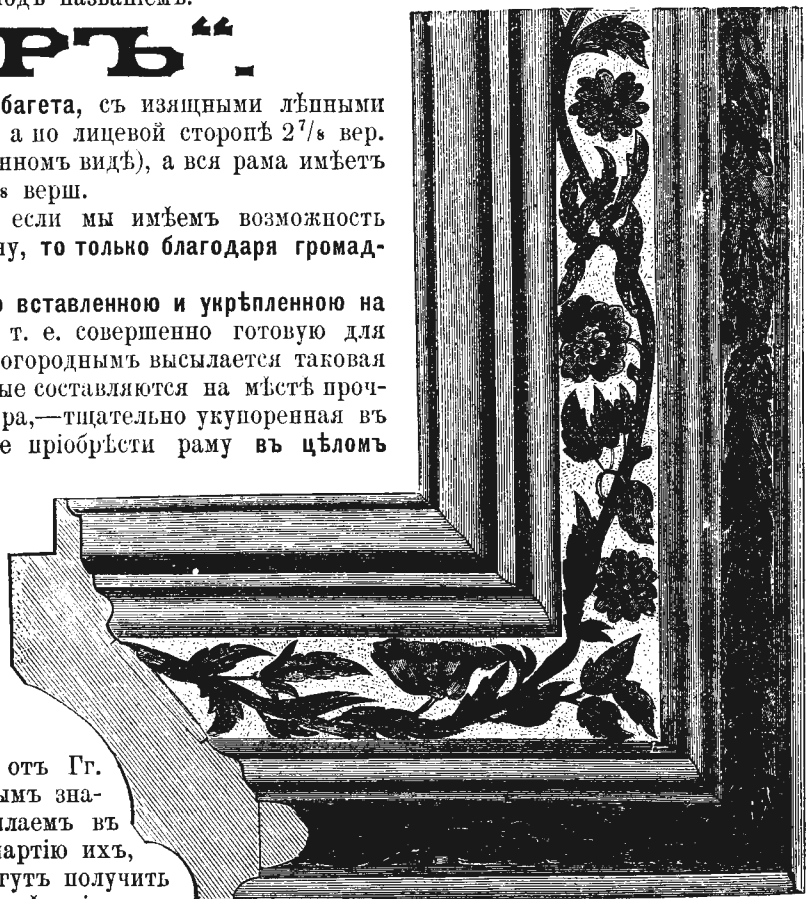 одъ названіемъ.
РЪ“.
багета, съ изящными лѣпными
а по лицевой сторонѣ 2⁷/₈ вер.
нномъ видѣ), а вся рама имѣетъ
₈ верш.
если мы имѣемъ возможность
ну, то только благодаря громад-
о вставленною и укрѣпленною на
т. е. совершенно готовую для
огороднымъ высылается таковая
ые составляются на мѣстѣ проч-
ра,—тщательно укупоренная въ
е пріобрѣсти раму въ цѣломъ
отъ Гг.
ымъ зна-
лаемъ въ
партію ихъ,
гутъ получить